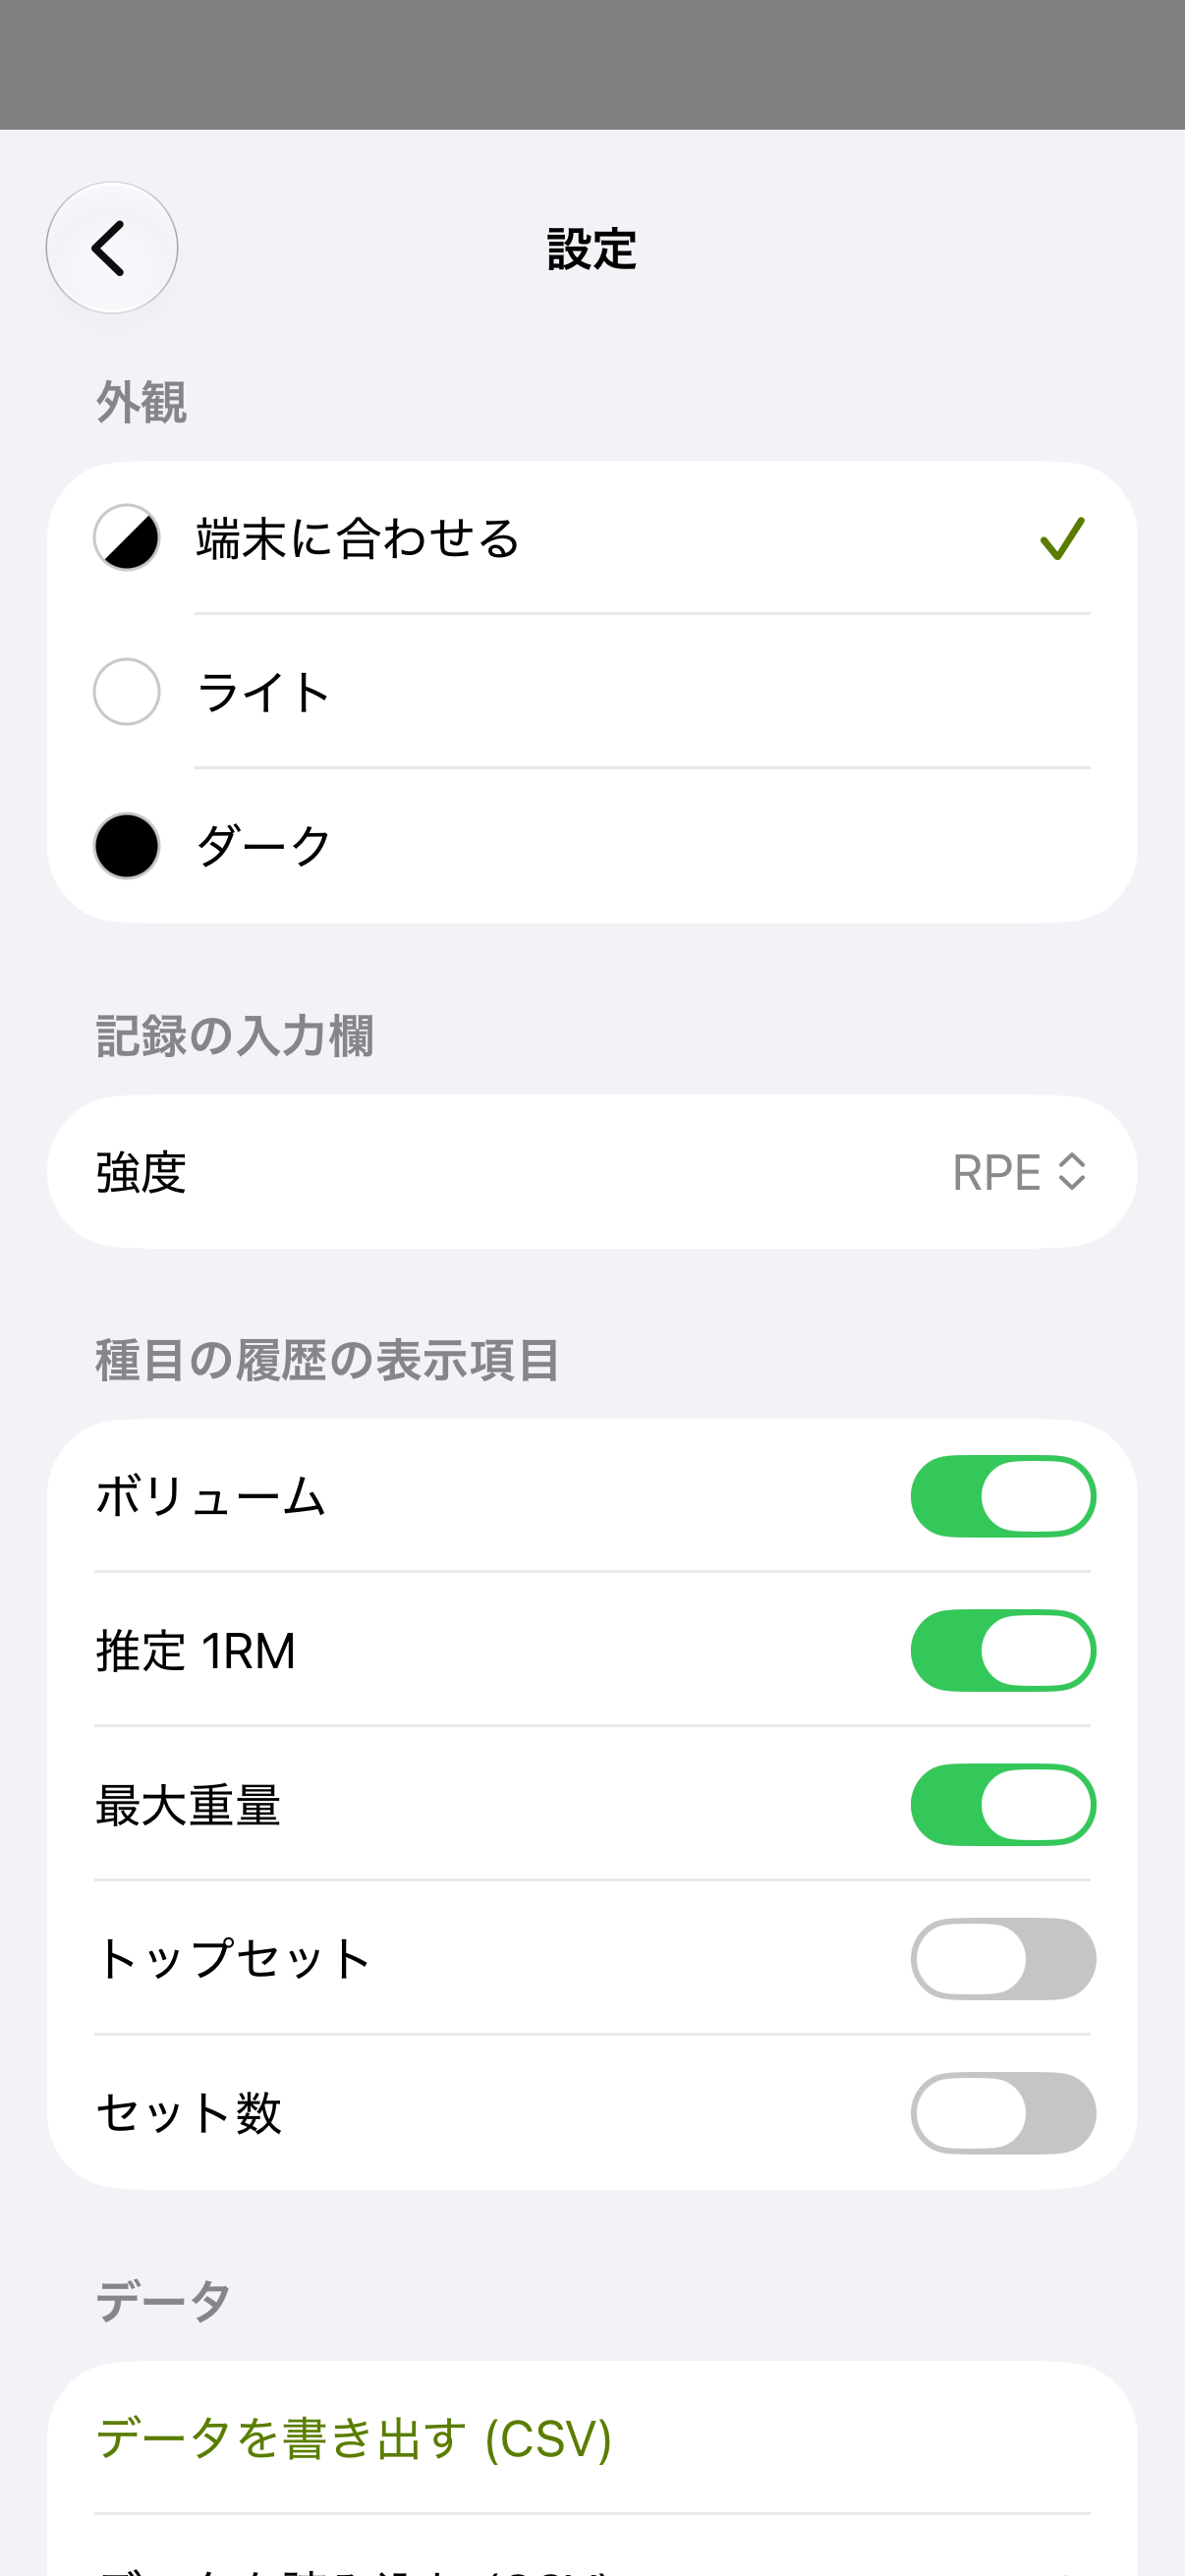 設定
外観
端末に合わせる
ライト
ダーク
記録の入力欄
強度 RPE
種目の履歴の表示項目
ボリューム
推定 1RM
最大重量
トップセット
セット数
データ
データを書き出す (CSV)